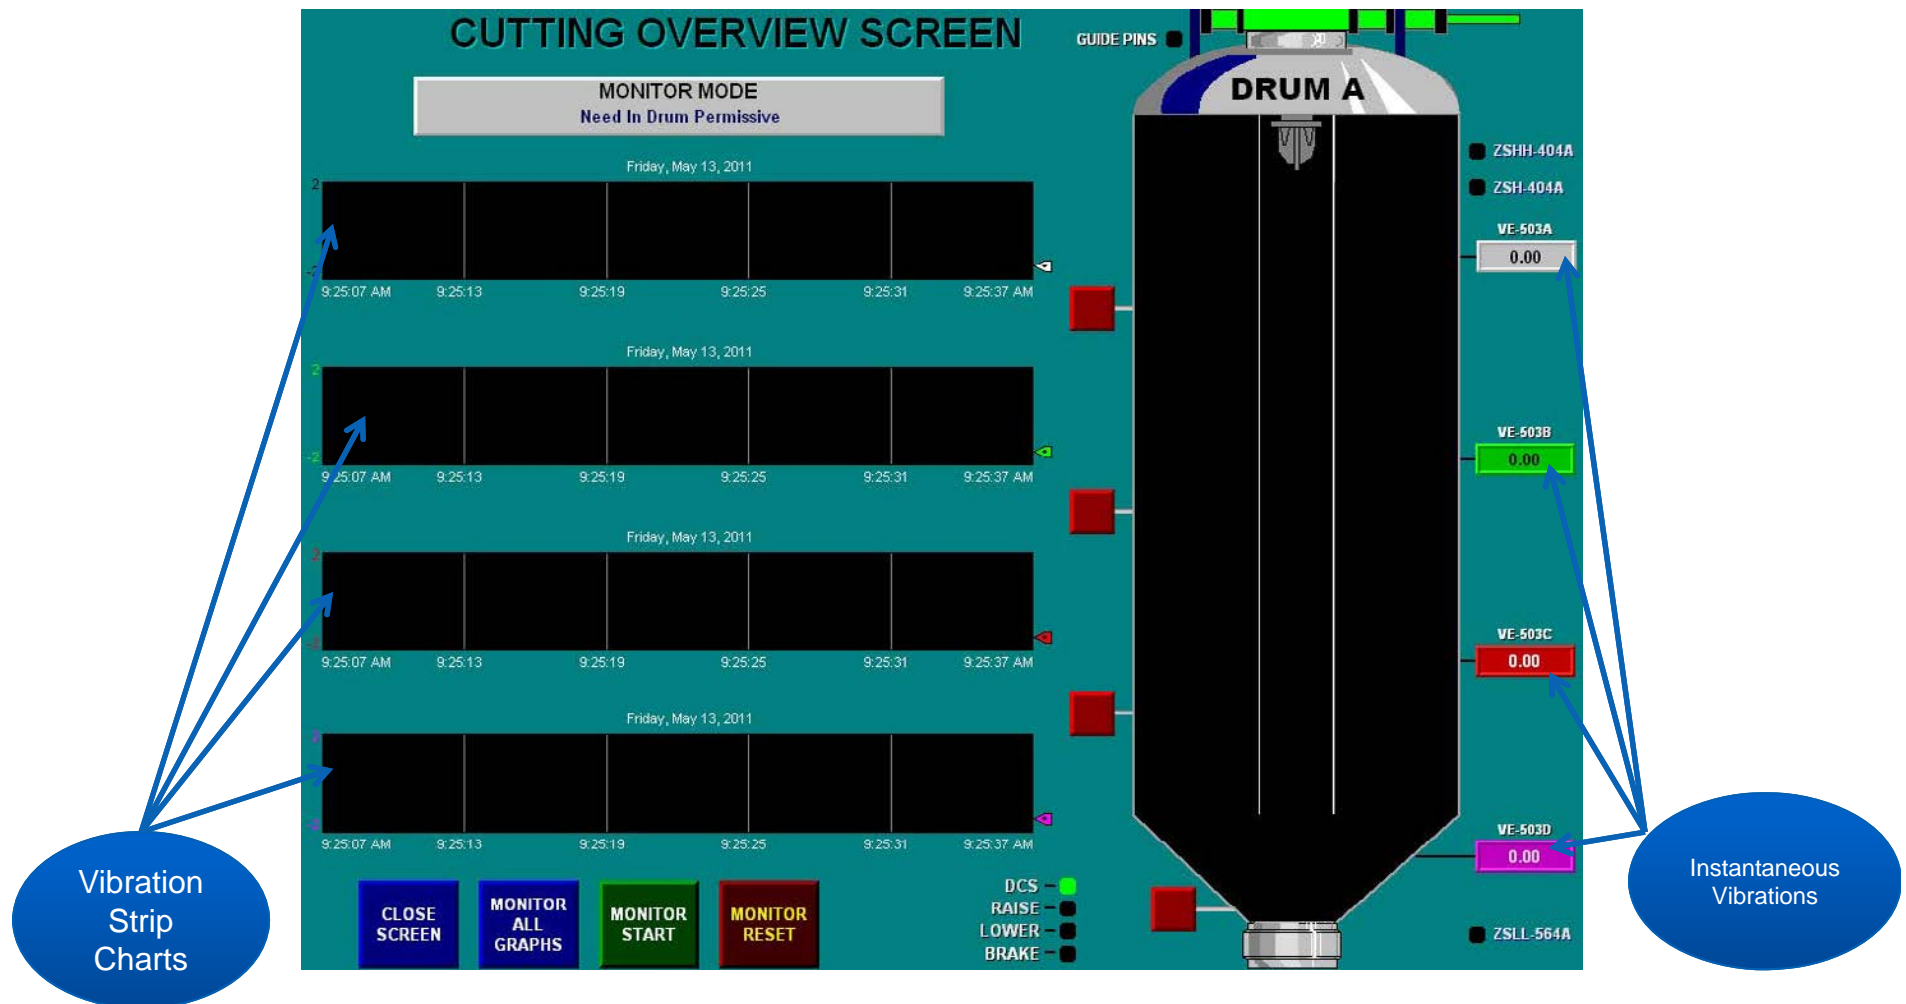 CUTTING OVERVIEW SCREEN
GUIDE PINS
MONITOR MODE
Need In Drum Permissive
DRUM A
ZSHH-404A
ZSH-404A
VE-503A
0.00
Friday, May 13, 2011
2
-2
9:25:07 AM 9:25:13 9:25:19 9:25:25 9:25:31 9:25:37 AM
Friday, May 13, 2011
2
-2
9:25:07 AM 9:25:13 9:25:19 9:25:25 9:25:31 9:25:37 AM
VE-503B
0.00
Friday, May 13, 2011
2
-2
9:25:07 AM 9:25:13 9:25:19 9:25:25 9:25:31 9:25:37 AM
VE-503C
0.00
Friday, May 13, 2011
2
-2
9:25:07 AM 9:25:13 9:25:19 9:25:25 9:25:31 9:25:37 AM
VE-503D
0.00
Vibration
Strip
Charts
CLOSE
SCREEN
MONITOR
ALL
GRAPHS
MONITOR
START
MONITOR
RESET
DCS
RAISE
LOWER
BRAKE
ZSLL-564A
Instantaneous
Vibrations